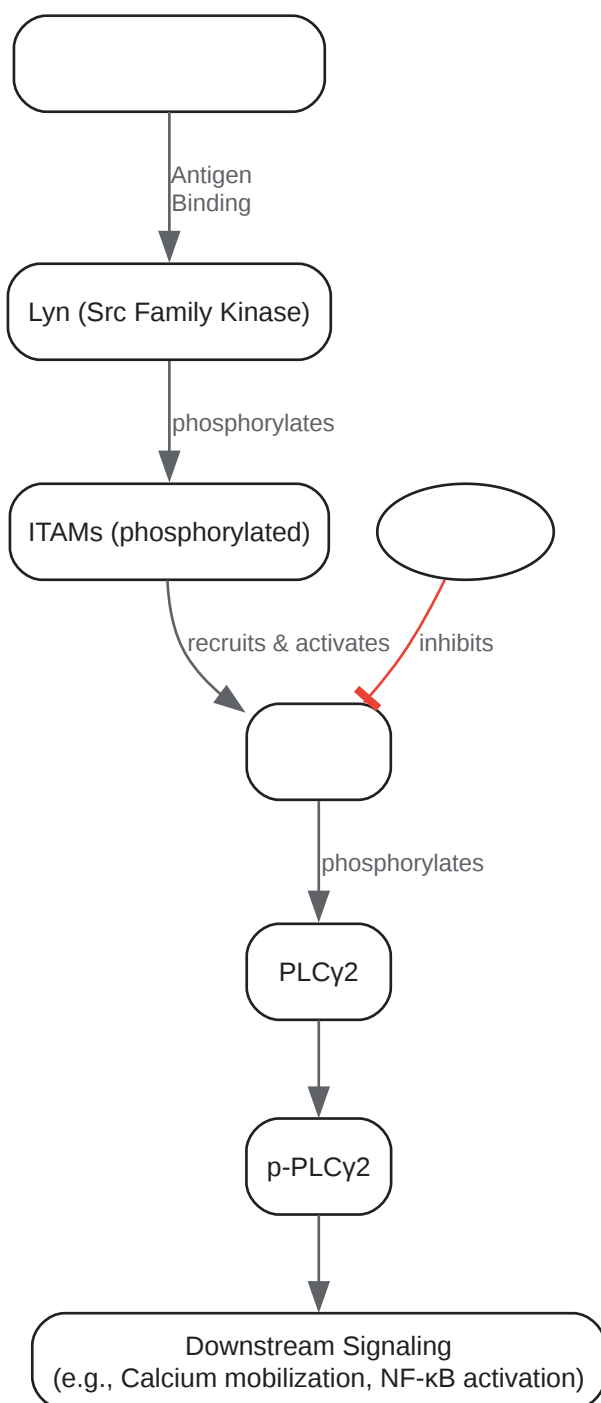 Antigen
Binding
Lyn (Src Family Kinase)
phosphorylates
ITAMs (phosphorylated)
recruits & activates
inhibits
phosphorylates
PLCγ2
p-PLCγ2
Downstream Signaling
(e.g., Calcium mobilization, NF-κB activation)